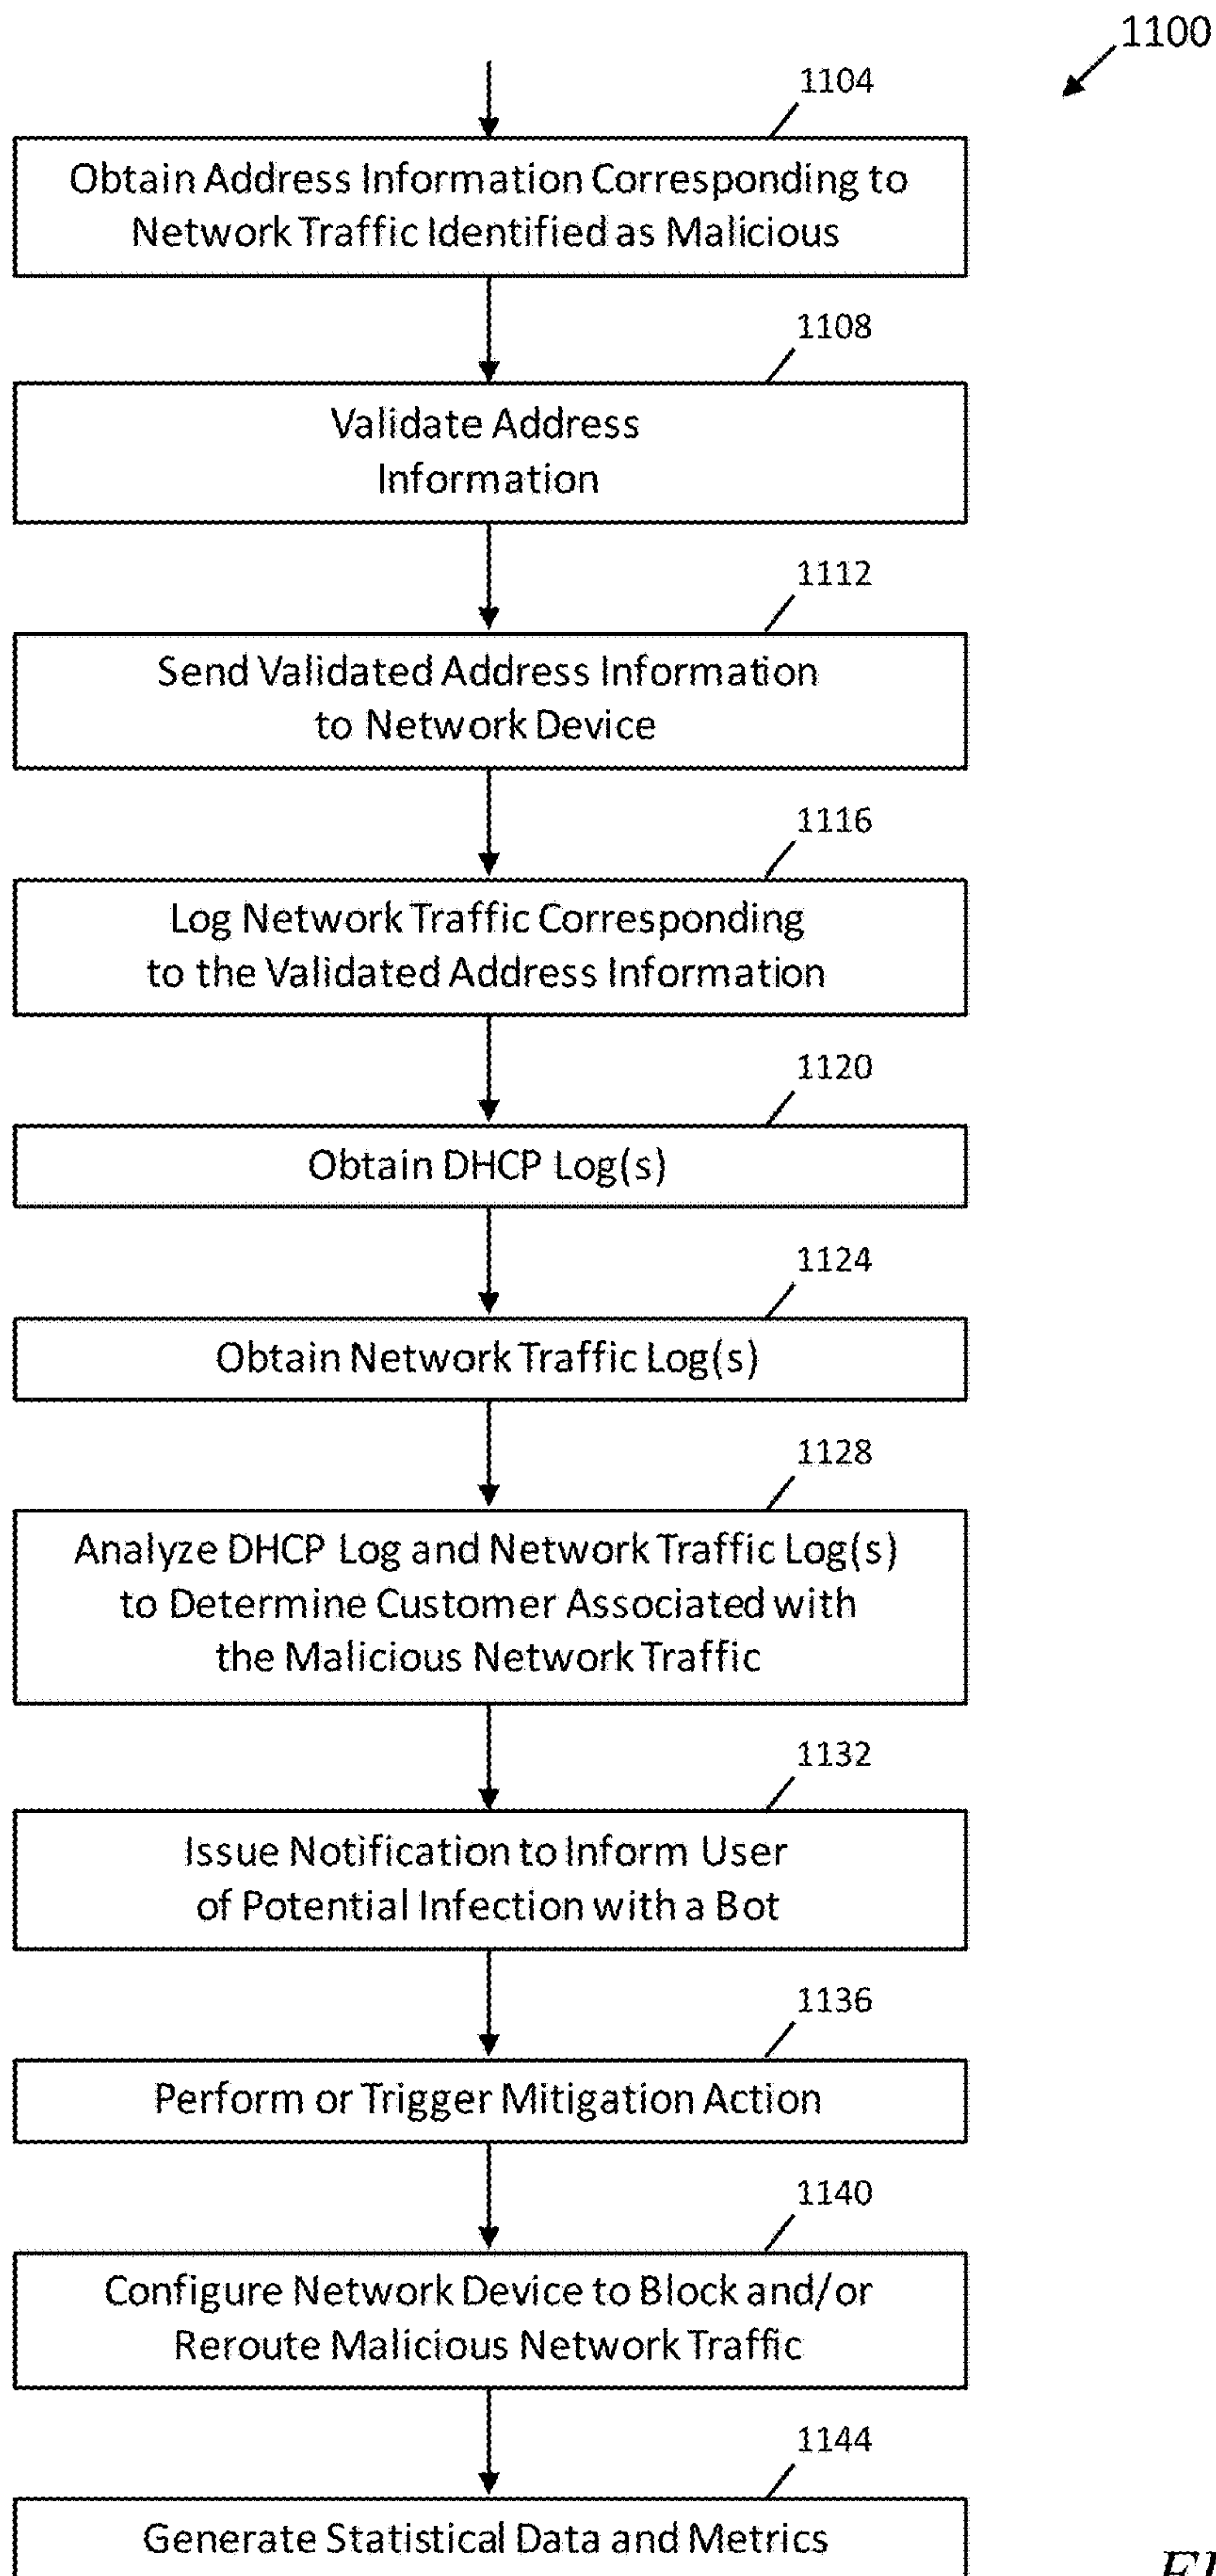 1100
1104
Obtain Address Information Corresponding to
Network Traffic Identified as Malicious
1108
Validate Address
Information
1112
Send Validated Address Information
to Network Device
1116
Log Network Traffic Corresponding
to the Validated Address Information
1120
Obtain DHCP Log(s)
1124
Obtain Network Traffic Log(s)
1128
Analyze DHCP Log and Network Traffic Log(s)
to Determine Customer Associated with
the Malicious Network Traffic
1132
Issue Notification to Inform User
of Potential Infection with a Bot
1136
Perform or Trigger Mitigation Action
1140
Configure Network Device to Block and/or
Reroute Malicious Network Traffic
1144
Generate Statistical Data and Metrics